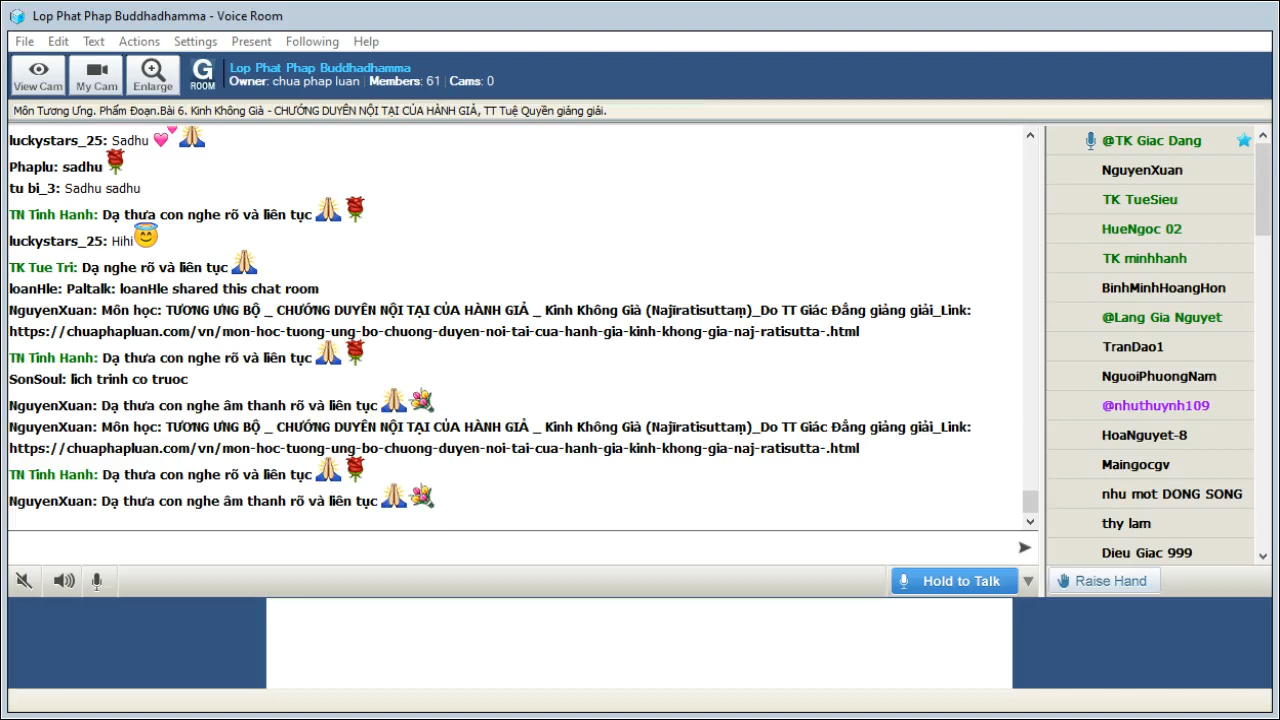 Lop Phat Phap Buddhadhamma - Voice Room
File Edit Text Actions Settings Present Following Help
View Cam My Cam Enlarge G ROOM
Lop Phat Phap Buddhadhamma
Owner: chua phap luan Members: 61 Cams: 0
Môn Tương Ưng. Phẩm Đoạn.Bài 6. Kinh Không Già - CHƯỚNG DUYÊN NỘI TẠI CỦA HÀNH GIẢ, TT Tuệ Quyền giảng giải.
luckystars_25: Sadhu
Phaplu: sadhu
tu bi_3: Sadhu sadhu
TN Tinh Hanh: Dạ thưa con nghe rõ và liên tục
luckystars_25: Hihi
TK Tue Tri: Dạ nghe rõ và liên tục
loanHle: Paltalk: loanHle shared this chat room
NguyenXuan: Môn học: TƯƠNG ƯNG BỘ _ CHƯỚNG DUYÊN NỘI TẠI CỦA HÀNH GIẢ _ Kinh Không Già (Najīratisuttaṃ)_Do TT Giác Đẳng giảng giải_Link:
https://chuaphapluan.com/vn/mon-hoc-tuong-ung-bo-chuong-duyen-noi-tai-cua-hanh-gia-kinh-khong-gia-naj-ratisutta-.html
TN Tinh Hanh: Dạ thưa con nghe rõ và liên tục
SonSoul: lich trinh co truoc
NguyenXuan: Dạ thưa con nghe âm thanh rõ và liên tục
NguyenXuan: Môn học: TƯƠNG ƯNG BỘ _ CHƯỚNG DUYÊN NỘI TẠI CỦA HÀNH GIẢ _ Kinh Không Già (Najīratisuttaṃ)_Do TT Giác Đẳng giảng giải_Link:
https://chuaphapluan.com/vn/mon-hoc-tuong-ung-bo-chuong-duyen-noi-tai-cua-hanh-gia-kinh-khong-gia-naj-ratisutta-.html
TN Tinh Hanh: Dạ thưa con nghe rõ và liên tục
NguyenXuan: Dạ thưa con nghe âm thanh rõ và liên tục
@TK Giac Dang
NguyenXuan
TK TueSieu
HueNgoc 02
TK minhhanh
BinhMinhHoangHon
@Lang Gia Nguyet
TranDao1
NguoiPhuongNam
@nhuthuynh109
HoaNguyet-8
Maingocgv
nhu mot DONG SONG
thy lam
Dieu Giac 999
Hold to Talk
Raise Hand